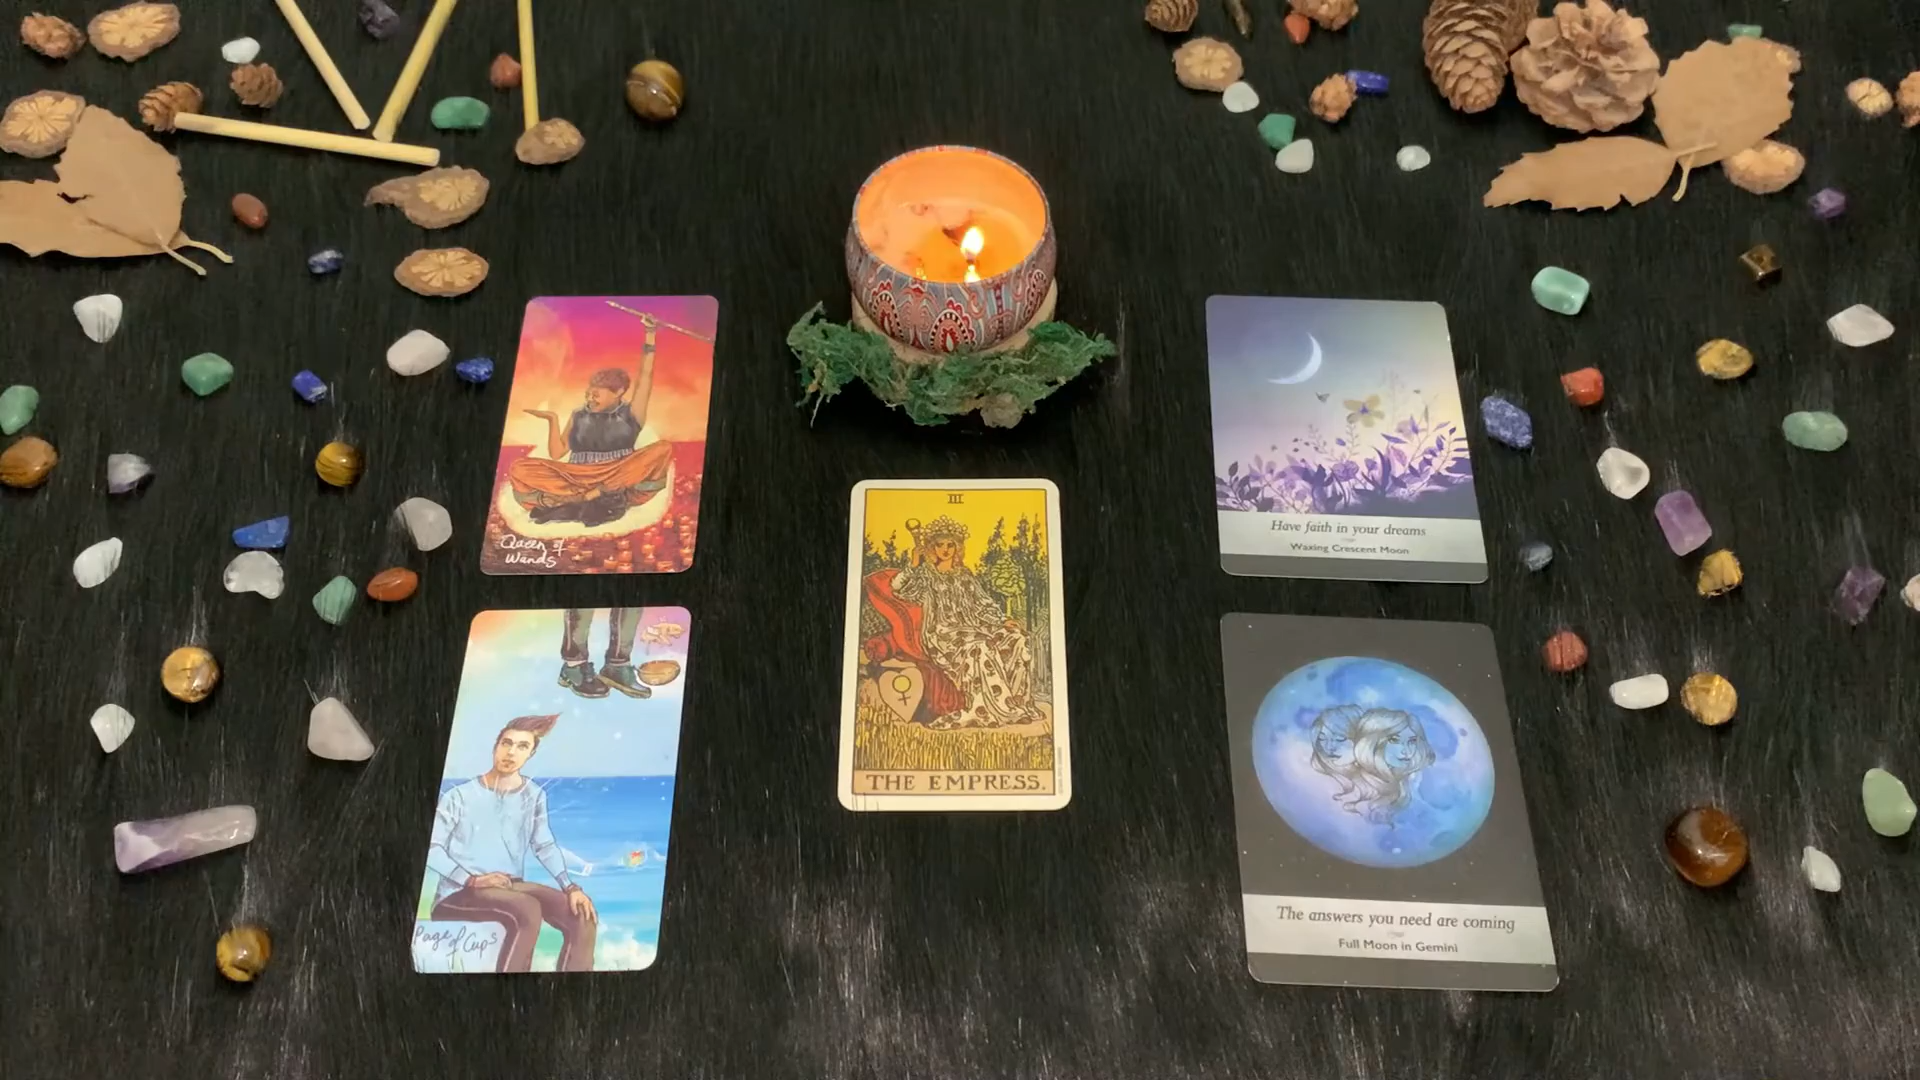 Queen of
Wands
Page of Cups
III
THE EMPRESS.
Have faith in your dreams
Waxing Crescent Moon
The answers you need are coming
Full Moon in Gemini